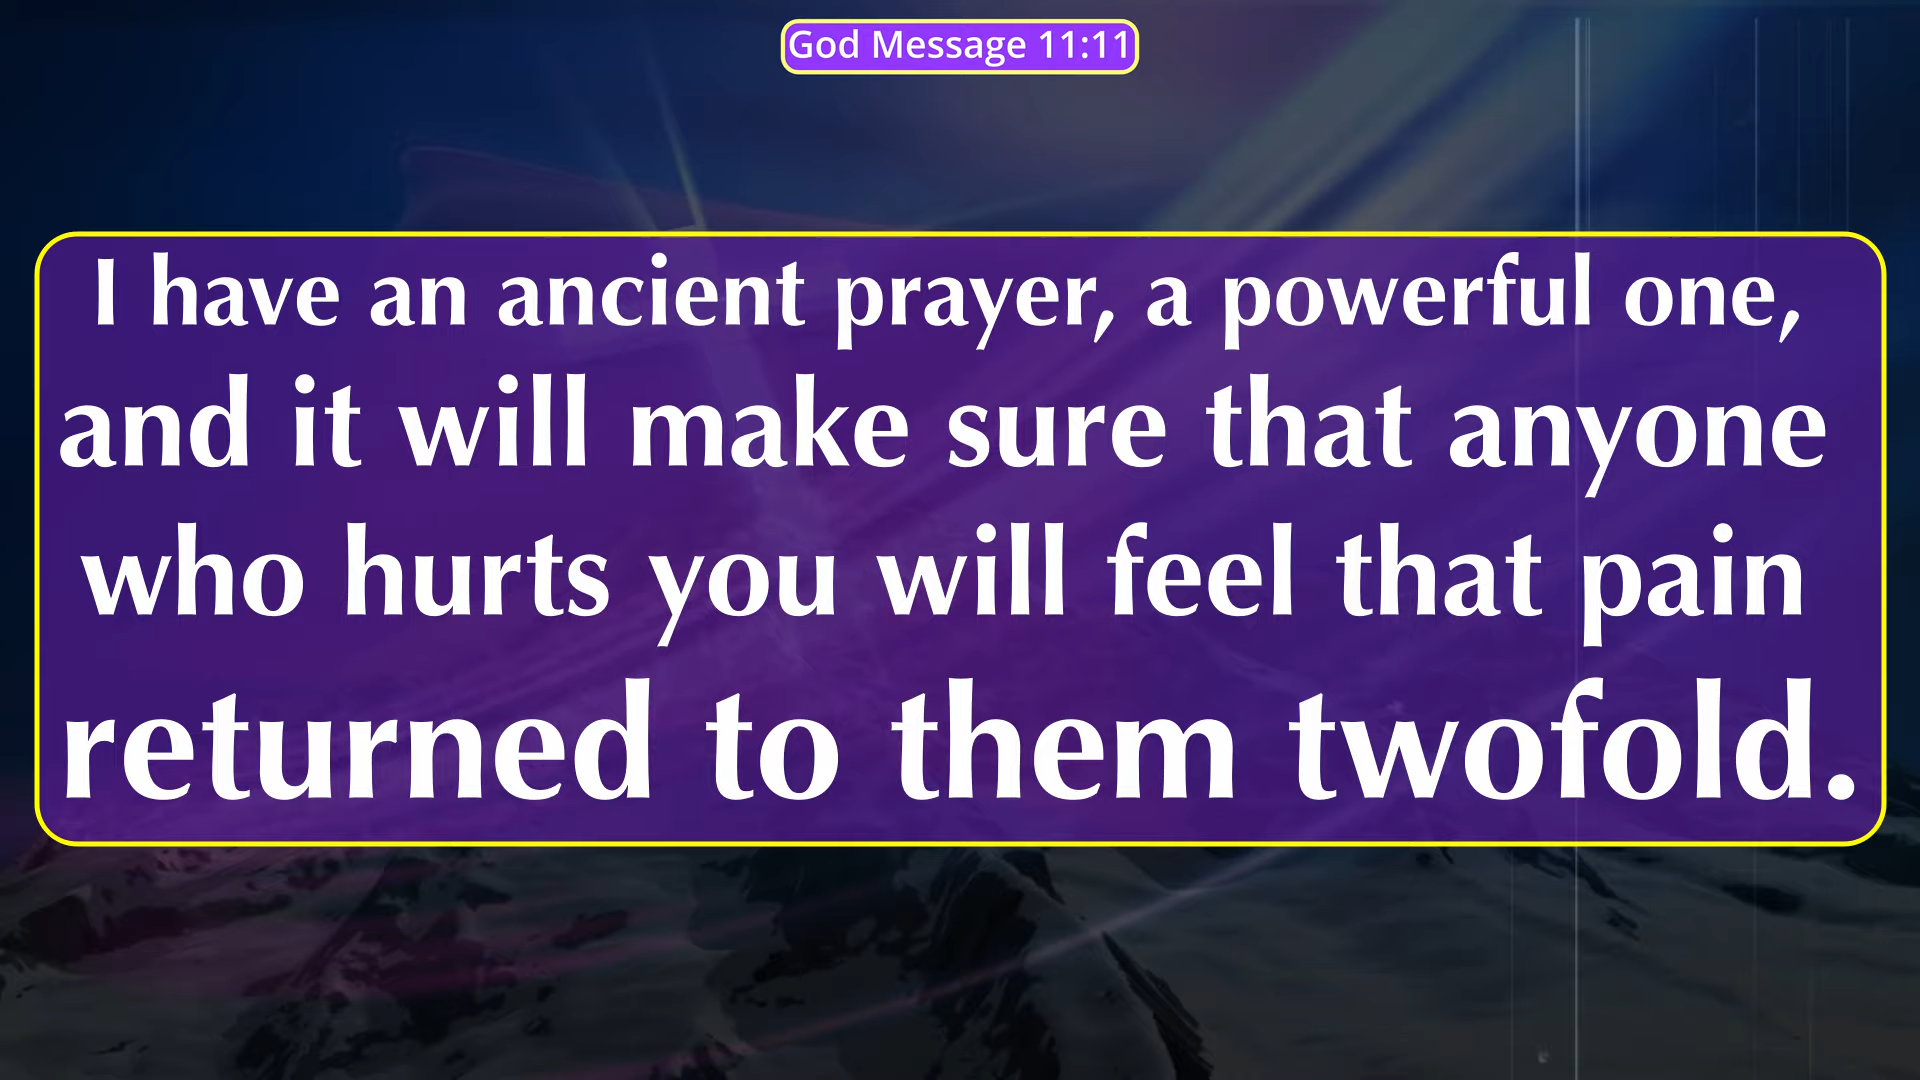 God Message 11:11
I have an ancient prayer, a powerful one,
and it will make sure that anyone
who hurts you will feel that pain
returned to them twofold.